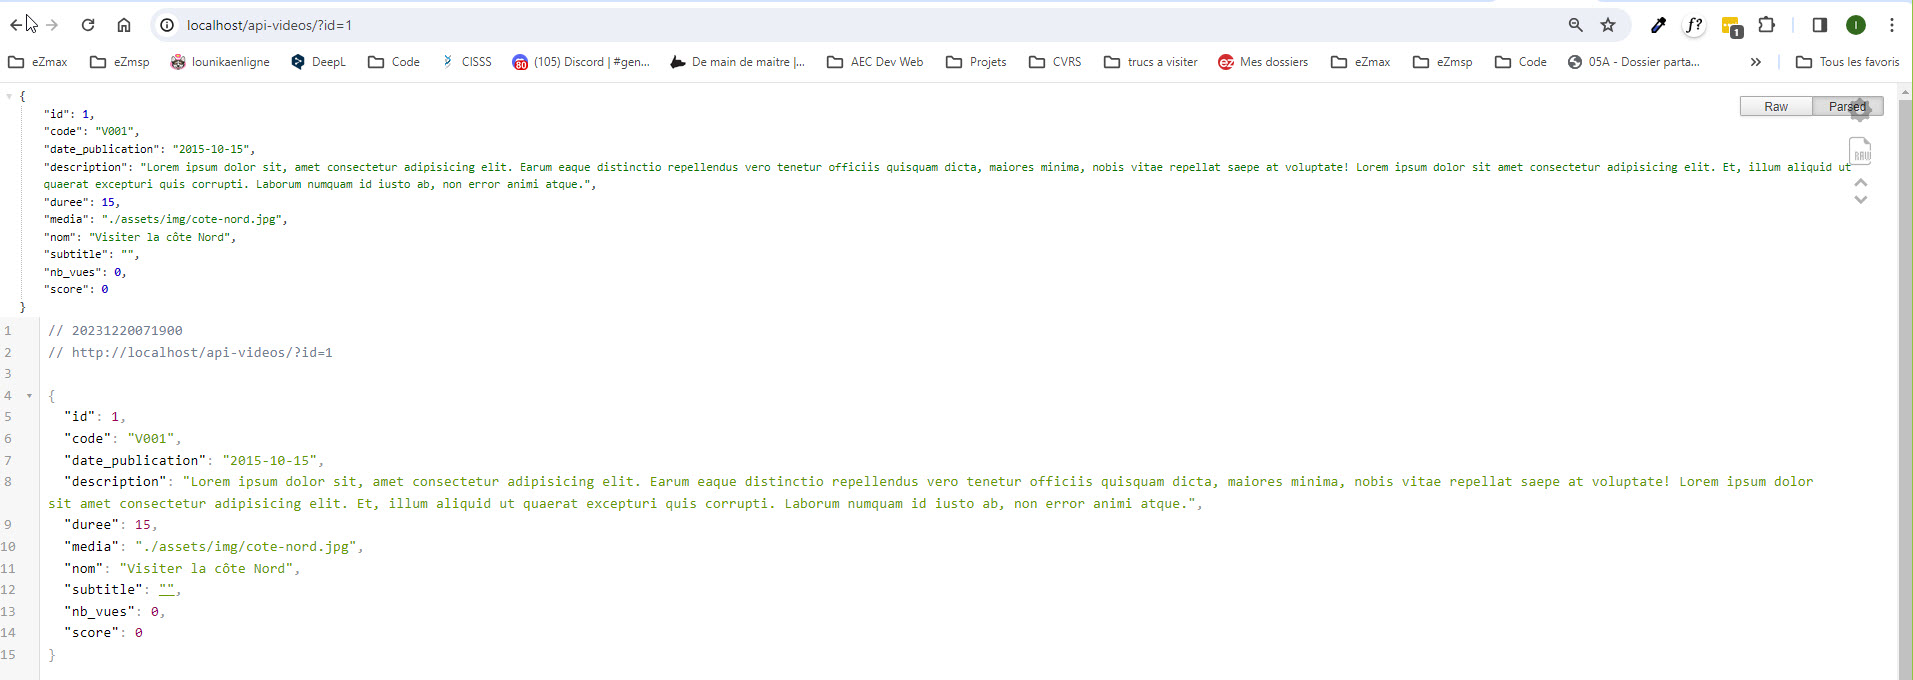 localhost/api-videos/?id=1
eZmax eZmsp lounikaenligne DeepL Code CISSS (105) Discord | #gen... De main de maitre |... AEC Dev Web Projets CVRS trucs a visiter Mes dossiers eZmax eZmsp Code 05A - Dossier parta... » Tous les favoris
{
Raw Parsed
"id": 1,
"code": "V001",
"date_publication": "2015-10-15",
"description": "Lorem ipsum dolor sit, amet consectetur adipisicing elit. Earum eaque distinctio repellendus vero tenetur officiis quisquam dicta, maiores minima, nobis vitae repellat saepe at voluptate! Lorem ipsum dolor sit amet consectetur adipisicing elit. Et, illum aliquid ut
quaerat excepturi quis corrupti. Laborum numquam id iusto ab, non error animi atque.",
"duree": 15,
"media": "./assets/img/cote-nord.jpg",
"nom": "Visiter la côte Nord",
"subtitle": "",
"nb_vues": 0,
"score": 0
}
1 // 20231220071900
2 // http://localhost/api-videos/?id=1
3
4 {
5 "id": 1,
6 "code": "V001",
7 "date_publication": "2015-10-15",
8 "description": "Lorem ipsum dolor sit, amet consectetur adipisicing elit. Earum eaque distinctio repellendus vero tenetur officiis quisquam dicta, maiores minima, nobis vitae repellat saepe at voluptate! Lorem ipsum dolor
sit amet consectetur adipisicing elit. Et, illum aliquid ut quaerat excepturi quis corrupti. Laborum numquam id iusto ab, non error animi atque.",
9 "duree": 15,
10 "media": "./assets/img/cote-nord.jpg",
11 "nom": "Visiter la côte Nord",
12 "subtitle": "",
13 "nb_vues": 0,
14 "score": 0
15 }